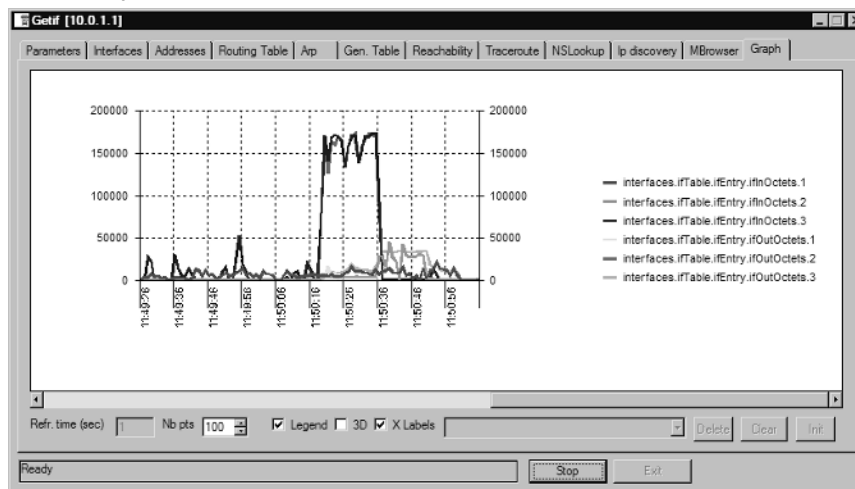 Getif [10.0.1.1]
Parameters Interfaces Addresses Routing Table Arp Gen. Table Reachability Traceroute NSLookup Ip discovery MBrowser Graph
200000 200000
150000 150000
100000 100000
50000 50000
0 0
11:49:26 11:49:36 11:49:46 11:49:56 11:50:06 11:50:16 11:50:26 11:50:36 11:50:46 11:50:56
interfaces.ifTable.ifEntry.ifInOctets.1
interfaces.ifTable.ifEntry.ifInOctets.2
interfaces.ifTable.ifEntry.ifInOctets.3
interfaces.ifTable.ifEntry.ifOutOctets.1
interfaces.ifTable.ifEntry.ifOutOctets.2
interfaces.ifTable.ifEntry.ifOutOctets.3
Refr. time (sec) 1 Nb pts 100 Legend 3D X Labels Delete Clear Init
Ready Stop Exit